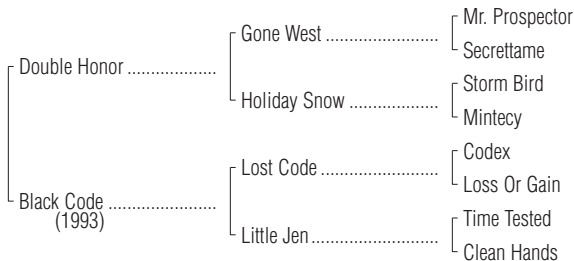 Mr. Prospector
Gone West
Secrettame
Double Honor
Storm Bird
Holiday Snow
Mintecy
Codex
Lost Code
Loss Or Gain
Black Code
(1993)
Time Tested
Little Jen
Clean Hands